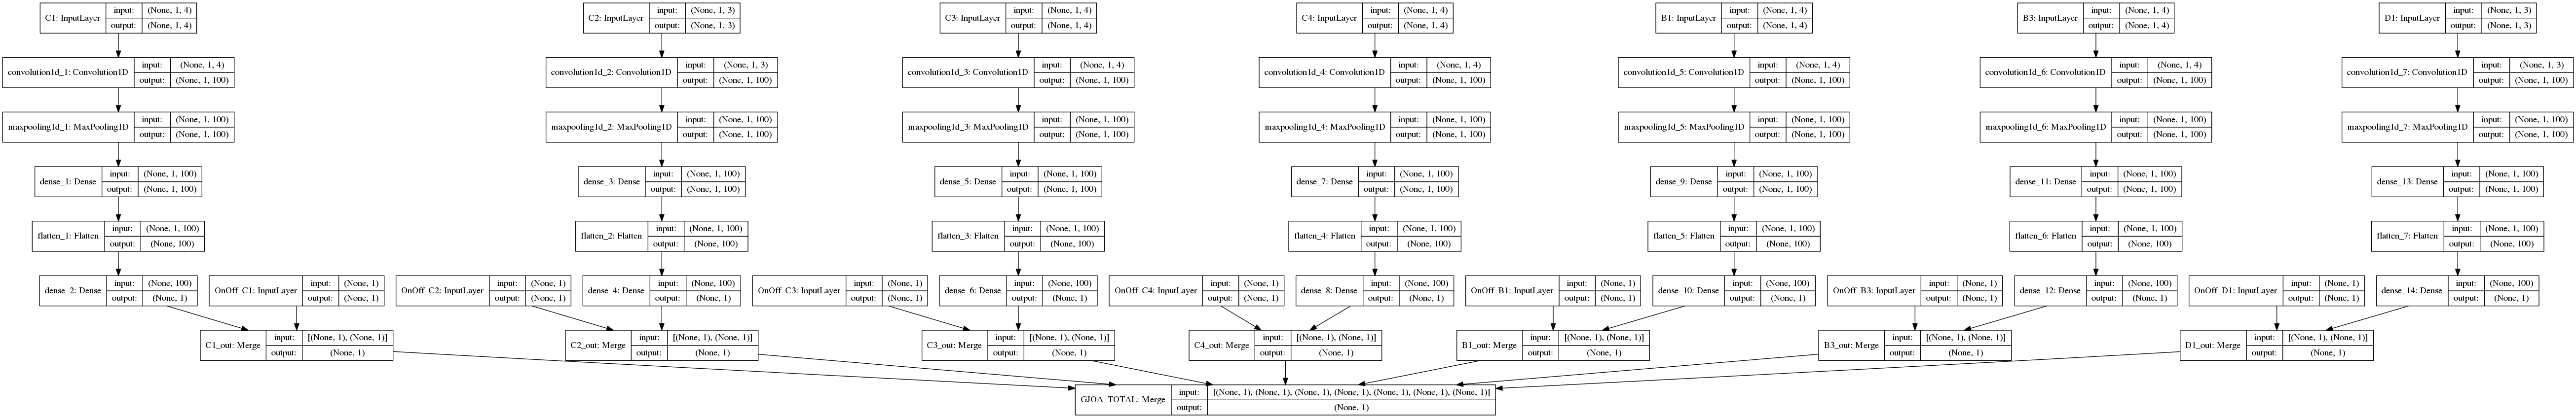 C1: InputLayer input: (None, 1, 4) output: (None, 1, 4)
C2: InputLayer input: (None, 1, 3) output: (None, 1, 3)
C3: InputLayer input: (None, 1, 4) output: (None, 1, 4)
C4: InputLayer input: (None, 1, 4) output: (None, 1, 4)
B1: InputLayer input: (None, 1, 4) output: (None, 1, 4)
B3: InputLayer input: (None, 1, 4) output: (None, 1, 4)
D1: InputLayer input: (None, 1, 3) output: (None, 1, 3)
convolution1d_1: Convolution1D input: (None, 1, 4) output: (None, 1, 100)
convolution1d_2: Convolution1D input: (None, 1, 3) output: (None, 1, 100)
convolution1d_3: Convolution1D input: (None, 1, 4) output: (None, 1, 100)
convolution1d_4: Convolution1D input: (None, 1, 4) output: (None, 1, 100)
convolution1d_5: Convolution1D input: (None, 1, 4) output: (None, 1, 100)
convolution1d_6: Convolution1D input: (None, 1, 4) output: (None, 1, 100)
convolution1d_7: Convolution1D input: (None, 1, 3) output: (None, 1, 100)
maxpooling1d_1: MaxPooling1D input: (None, 1, 100) output: (None, 1, 100)
maxpooling1d_2: MaxPooling1D input: (None, 1, 100) output: (None, 1, 100)
maxpooling1d_3: MaxPooling1D input: (None, 1, 100) output: (None, 1, 100)
maxpooling1d_4: MaxPooling1D input: (None, 1, 100) output: (None, 1, 100)
maxpooling1d_5: MaxPooling1D input: (None, 1, 100) output: (None, 1, 100)
maxpooling1d_6: MaxPooling1D input: (None, 1, 100) output: (None, 1, 100)
maxpooling1d_7: MaxPooling1D input: (None, 1, 100) output: (None, 1, 100)
dense_1: Dense input: (None, 1, 100) output: (None, 1, 100)
dense_3: Dense input: (None, 1, 100) output: (None, 1, 100)
dense_5: Dense input: (None, 1, 100) output: (None, 1, 100)
dense_7: Dense input: (None, 1, 100) output: (None, 1, 100)
dense_9: Dense input: (None, 1, 100) output: (None, 1, 100)
dense_11: Dense input: (None, 1, 100) output: (None, 1, 100)
dense_13: Dense input: (None, 1, 100) output: (None, 1, 100)
flatten_1: Flatten input: (None, 1, 100) output: (None, 100)
flatten_2: Flatten input: (None, 1, 100) output: (None, 100)
flatten_3: Flatten input: (None, 1, 100) output: (None, 100)
flatten_4: Flatten input: (None, 1, 100) output: (None, 100)
flatten_5: Flatten input: (None, 1, 100) output: (None, 100)
flatten_6: Flatten input: (None, 1, 100) output: (None, 100)
flatten_7: Flatten input: (None, 1, 100) output: (None, 100)
dense_2: Dense input: (None, 100) output: (None, 1)
OnOff_C1: InputLayer input: (None, 1) output: (None, 1)
OnOff_C2: InputLayer input: (None, 1) output: (None, 1)
dense_4: Dense input: (None, 100) output: (None, 1)
OnOff_C3: InputLayer input: (None, 1) output: (None, 1)
dense_6: Dense input: (None, 100) output: (None, 1)
OnOff_C4: InputLayer input: (None, 1) output: (None, 1)
dense_8: Dense input: (None, 100) output: (None, 1)
OnOff_B1: InputLayer input: (None, 1) output: (None, 1)
dense_10: Dense input: (None, 100) output: (None, 1)
OnOff_B3: InputLayer input: (None, 1) output: (None, 1)
dense_12: Dense input: (None, 100) output: (None, 1)
OnOff_D1: InputLayer input: (None, 1) output: (None, 1)
dense_14: Dense input: (None, 100) output: (None, 1)
C1_out: Merge input: [(None, 1), (None, 1)] output: (None, 1)
C2_out: Merge input: [(None, 1), (None, 1)] output: (None, 1)
C3_out: Merge input: [(None, 1), (None, 1)] output: (None, 1)
C4_out: Merge input: [(None, 1), (None, 1)] output: (None, 1)
B1_out: Merge input: [(None, 1), (None, 1)] output: (None, 1)
B3_out: Merge input: [(None, 1), (None, 1)] output: (None, 1)
D1_out: Merge input: [(None, 1), (None, 1)] output: (None, 1)
GJOA_TOTAL: Merge input: [(None, 1), (None, 1), (None, 1), (None, 1), (None, 1), (None, 1), (None, 1)] output: (None, 1)